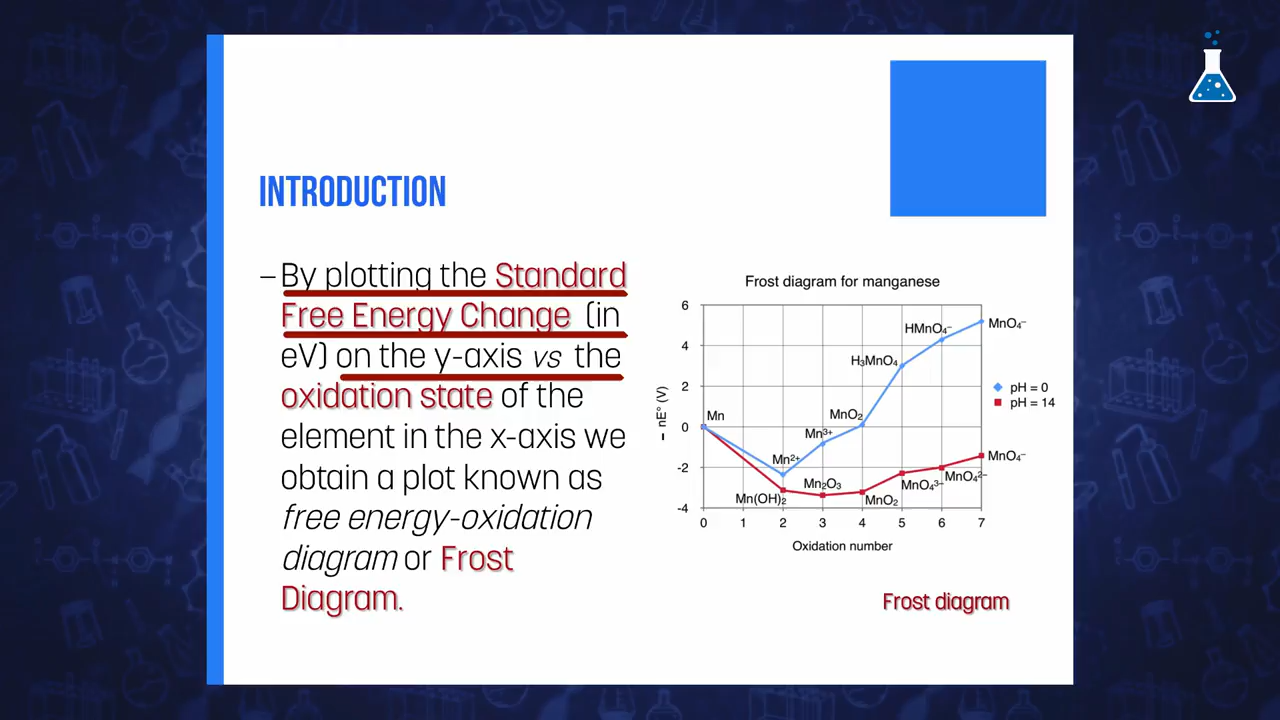 INTRODUCTION
– By plotting the Standard
Free Energy Change (in
eV) on the y-axis vs the
oxidation state of the
element in the x-axis we
obtain a plot known as
free energy-oxidation
diagram or Frost
Diagram.
Frost diagram for manganese
6
4
2
0
-2
-4
– nE° (V)
0 1 2 3 4 5 6 7
Oxidation number
Mn
Mn²⁺
Mn³⁺
MnO₂
H₃MnO₄
HMnO₄⁻
MnO₄⁻
Mn(OH)₂
Mn₂O₃
MnO₂
MnO₄³⁻
MnO₄²⁻
MnO₄⁻
pH = 0
pH = 14
Frost diagram